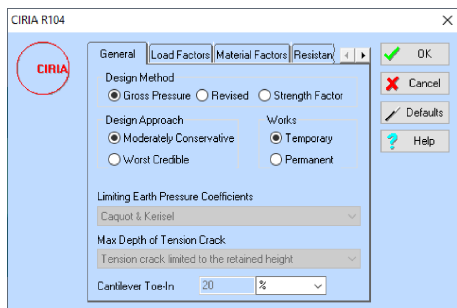 CIRIA R104
CIRIA
General Load Factors Material Factors Resistan
Design Method
Gross Pressure Revised Strength Factor
Design Approach
Moderately Conservative
Worst Credible
Works
Temporary
Permanent
Limiting Earth Pressure Coefficients
Caquot & Kerisel
Max Depth of Tension Crack
Tension crack limited to the retained height
Cantilever Toe-In 20 %
OK
Cancel
Defaults
Help